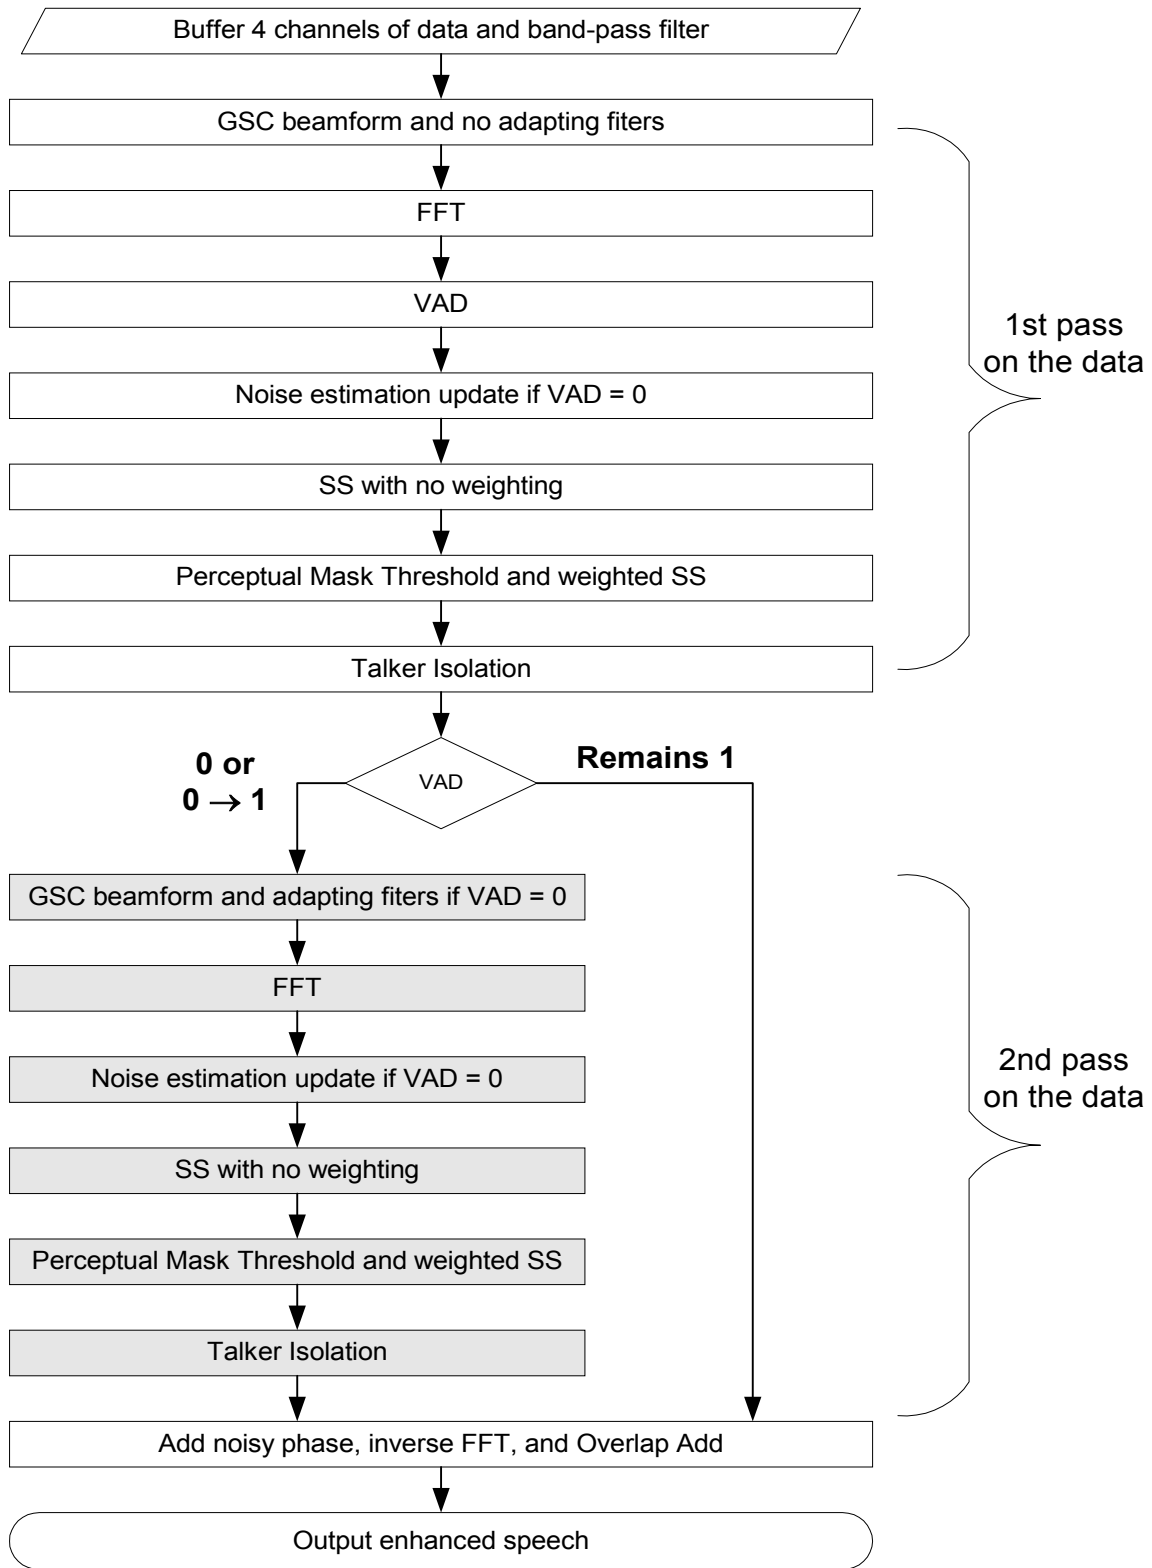 Buffer 4 channels of data and band-pass filter
GSC beamform and no adapting fiters
FFT
VAD
Noise estimation update if VAD = 0
SS with no weighting
Perceptual Mask Threshold and weighted SS
Talker Isolation
1st pass
on the data
VAD
0 or
0 → 1
Remains 1
GSC beamform and adapting fiters if VAD = 0
FFT
Noise estimation update if VAD = 0
SS with no weighting
Perceptual Mask Threshold and weighted SS
Talker Isolation
2nd pass
on the data
Add noisy phase, inverse FFT, and Overlap Add
Output enhanced speech